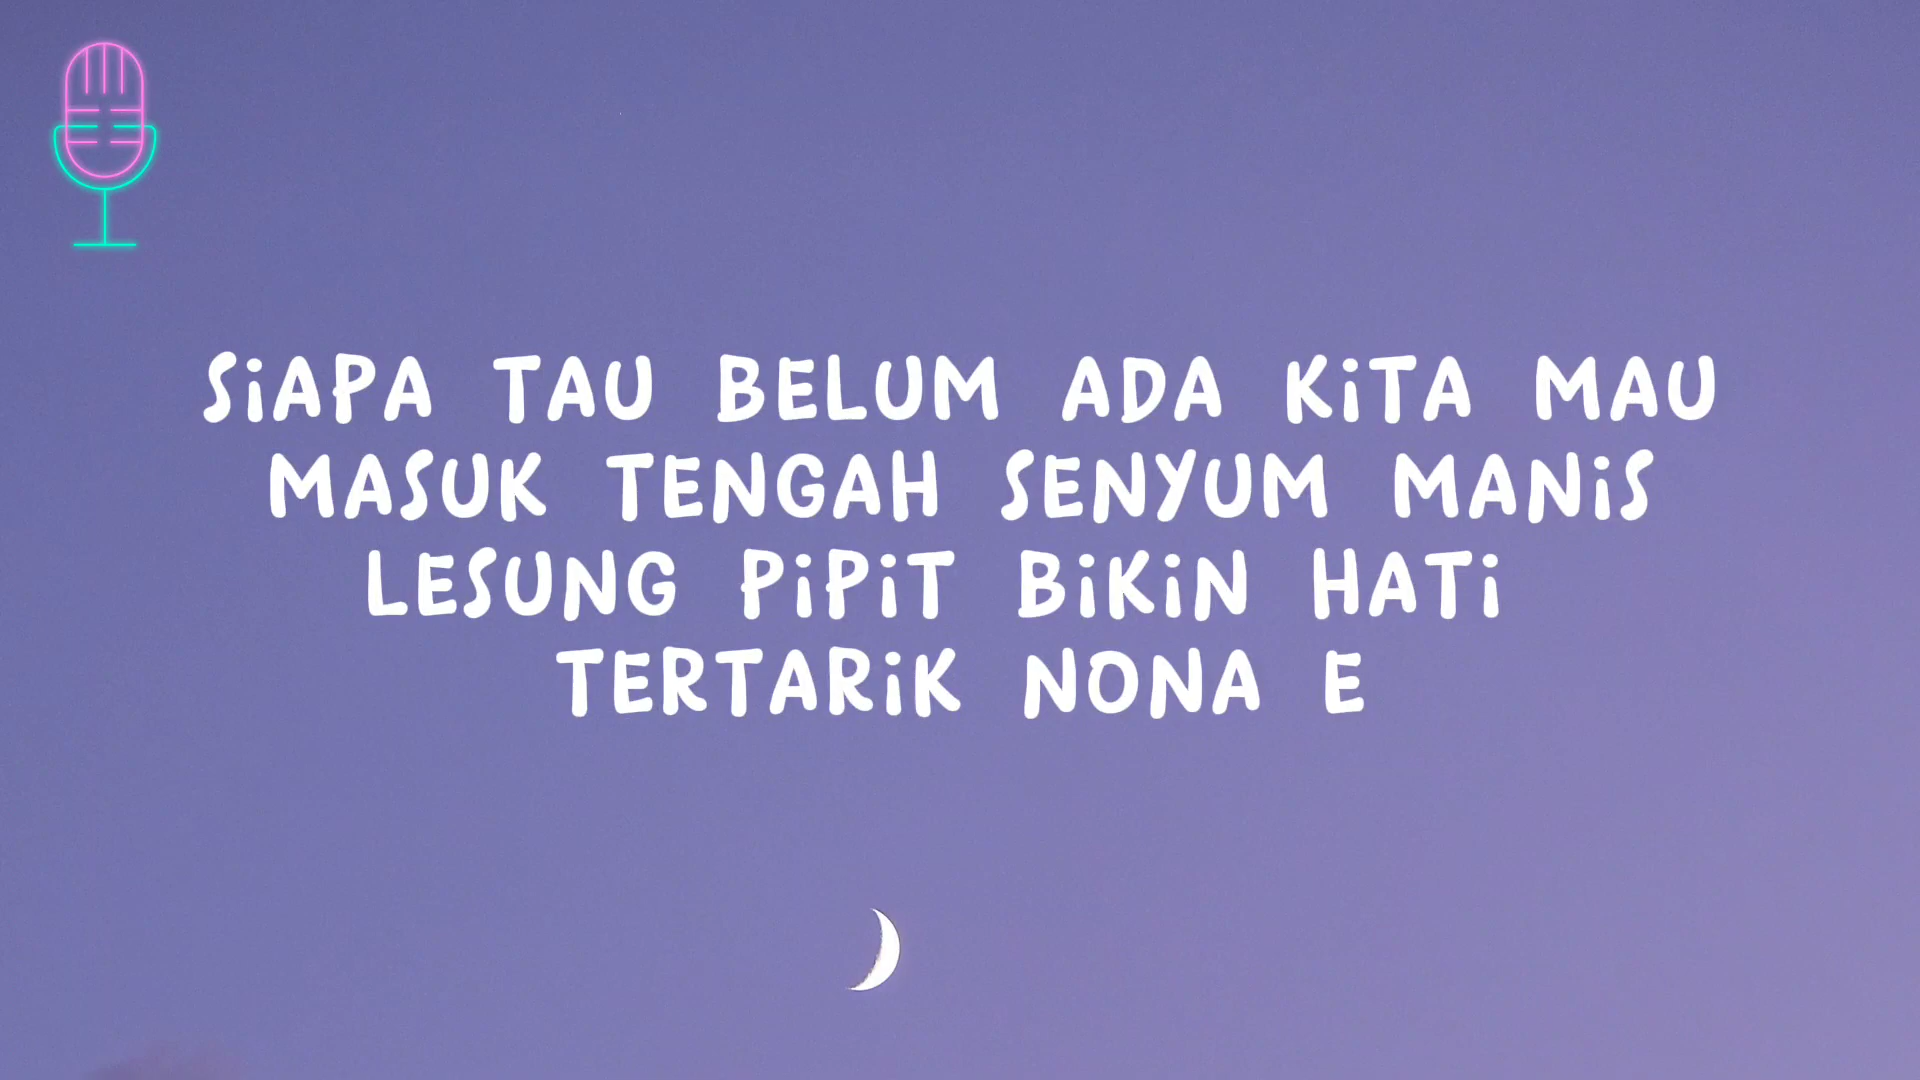 SiAPA TAU BELUM ADA KiTA MAU
MASUK TENGAH SENYUM MANiS
LESUNG PiPiT BiKiN HATi
TERTARiK NONA E